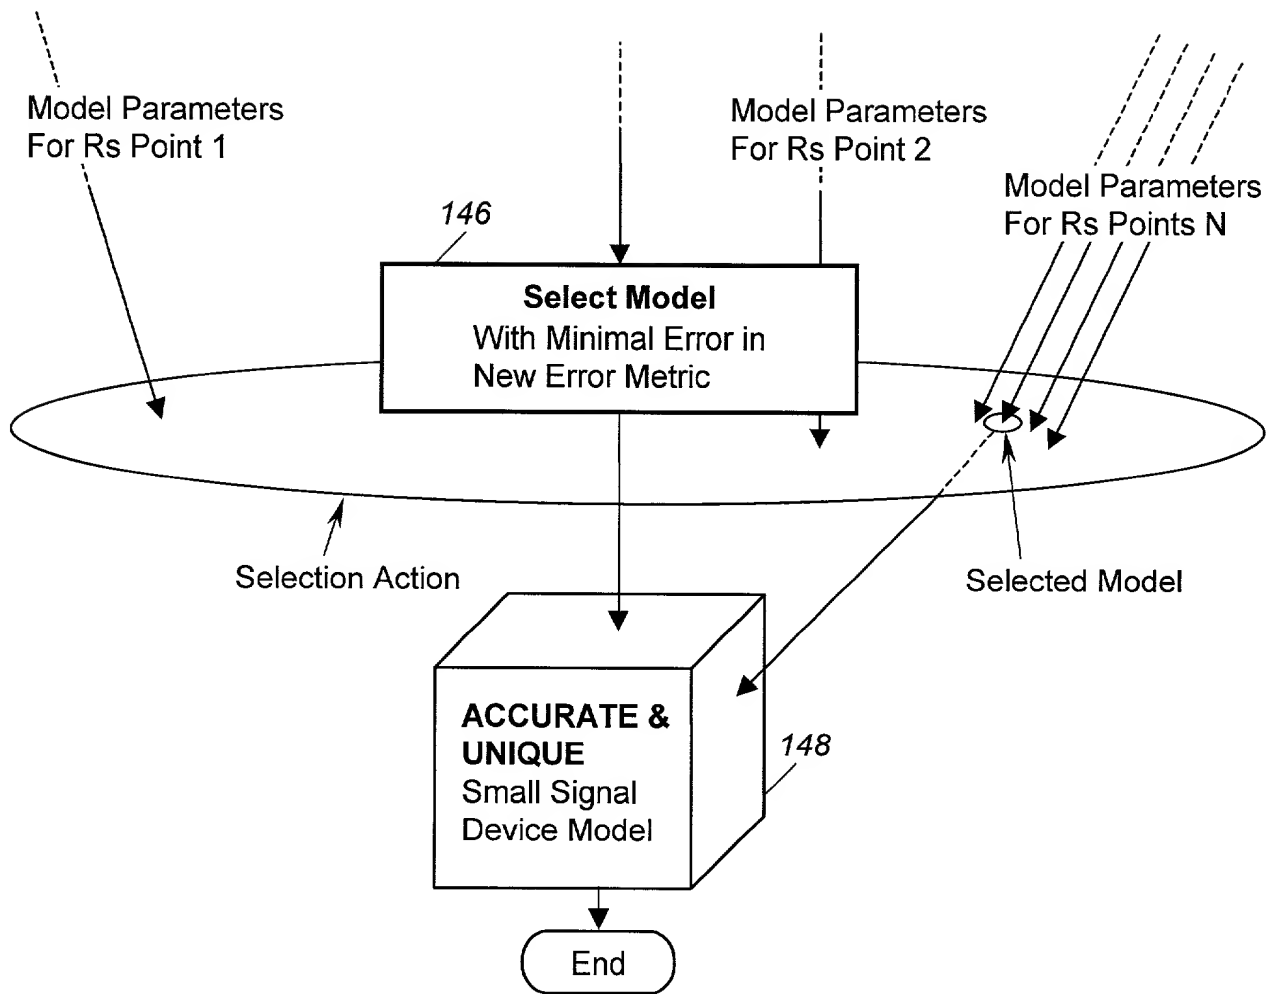 Model Parameters
For Rs Point 1
Model Parameters
For Rs Point 2
Model Parameters
For Rs Points N
146
Select Model
With Minimal Error in
New Error Metric
Selection Action
Selected Model
ACCURATE &
UNIQUE
Small Signal
Device Model
148
End